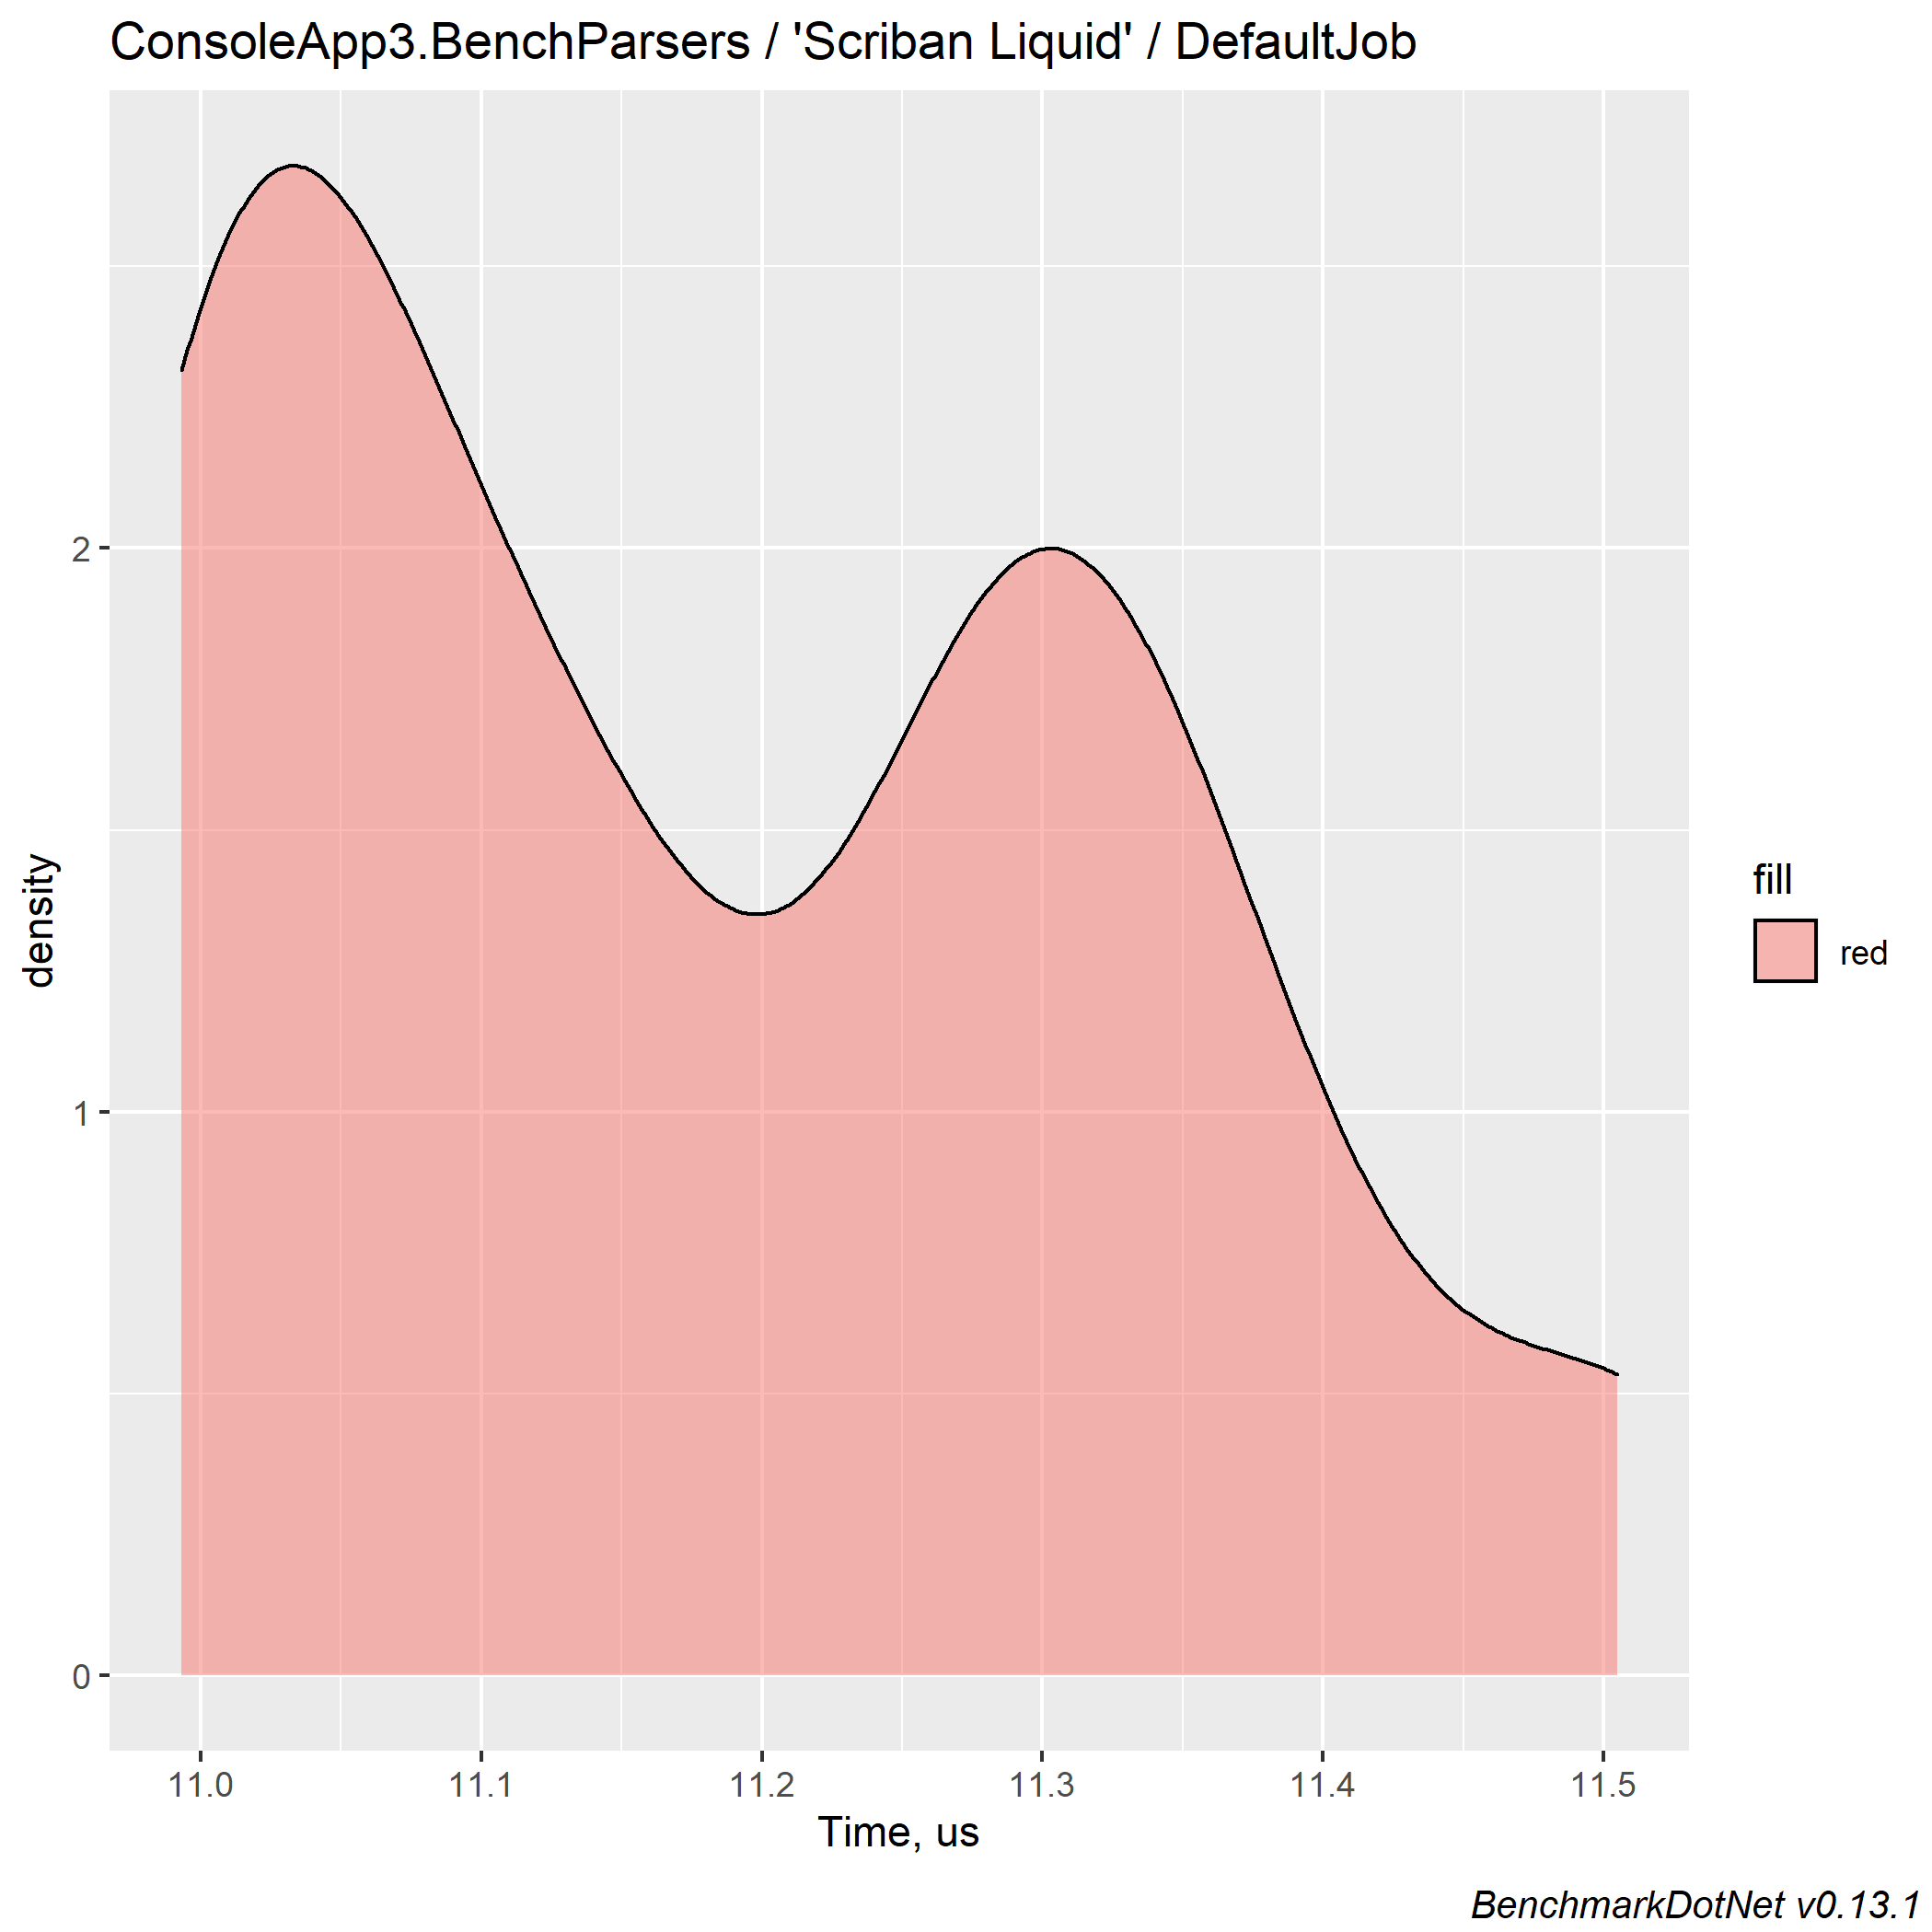 ConsoleApp3.BenchParsers / 'Scriban Liquid' / DefaultJob
density
2
1
0
11.0 11.1 11.2 11.3 11.4 11.5
Time, us
fill
red
BenchmarkDotNet v0.13.1